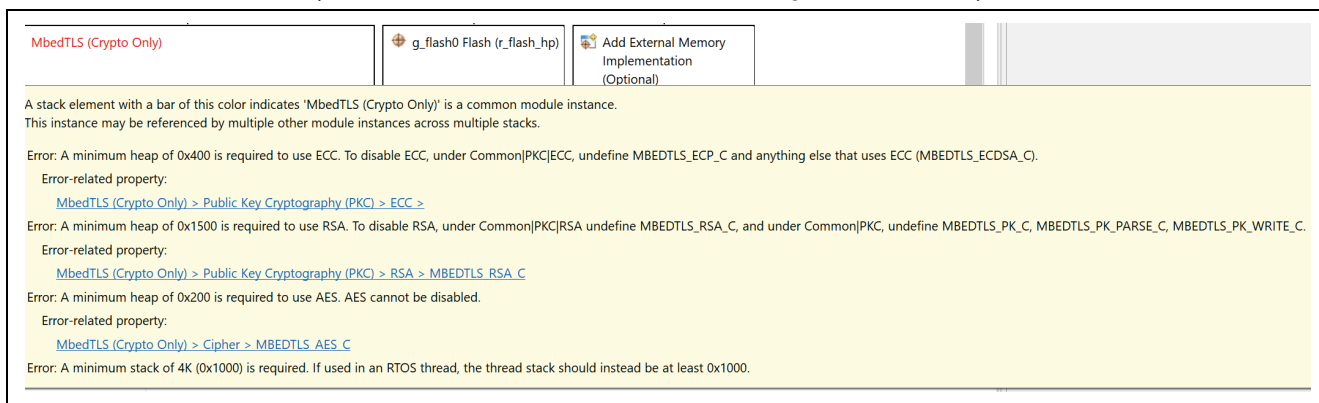 MbedTLS (Crypto Only)
g_flash0 Flash (r_flash_hp)
Add External Memory
Implementation
(Optional)
A stack element with a bar of this color indicates 'MbedTLS (Crypto Only)' is a common module instance.
This instance may be referenced by multiple other module instances across multiple stacks.
Error: A minimum heap of 0x400 is required to use ECC. To disable ECC, under Common|PKC|ECC, undefine MBEDTLS_ECP_C and anything else that uses ECC (MBEDTLS_ECDSA_C).
Error-related property:
MbedTLS (Crypto Only) > Public Key Cryptography (PKC) > ECC >
Error: A minimum heap of 0x1500 is required to use RSA. To disable RSA, under Common|PKC|RSA undefine MBEDTLS_RSA_C, and under Common|PKC, undefine MBEDTLS_PK_C, MBEDTLS_PK_PARSE_C, MBEDTLS_PK_WRITE_C.
Error-related property:
MbedTLS (Crypto Only) > Public Key Cryptography (PKC) > RSA > MBEDTLS_RSA_C
Error: A minimum heap of 0x200 is required to use AES. AES cannot be disabled.
Error-related property:
MbedTLS (Crypto Only) > Cipher > MBEDTLS_AES_C
Error: A minimum stack of 4K (0x1000) is required. If used in an RTOS thread, the thread stack should instead be at least 0x1000.